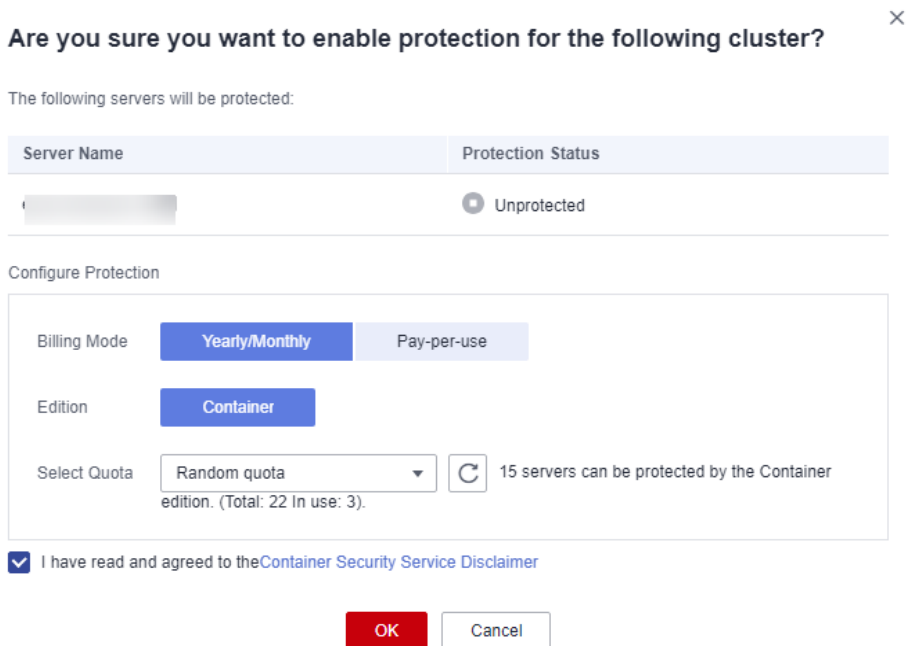 Are you sure you want to enable protection for the following cluster?
The following servers will be protected:
Server Name Protection Status
Unprotected
Configure Protection
Billing Mode Yearly/Monthly Pay-per-use
Edition Container
Select Quota Random quota 15 servers can be protected by the Container
edition. (Total: 22 In use: 3).
I have read and agreed to theContainer Security Service Disclaimer
OK Cancel